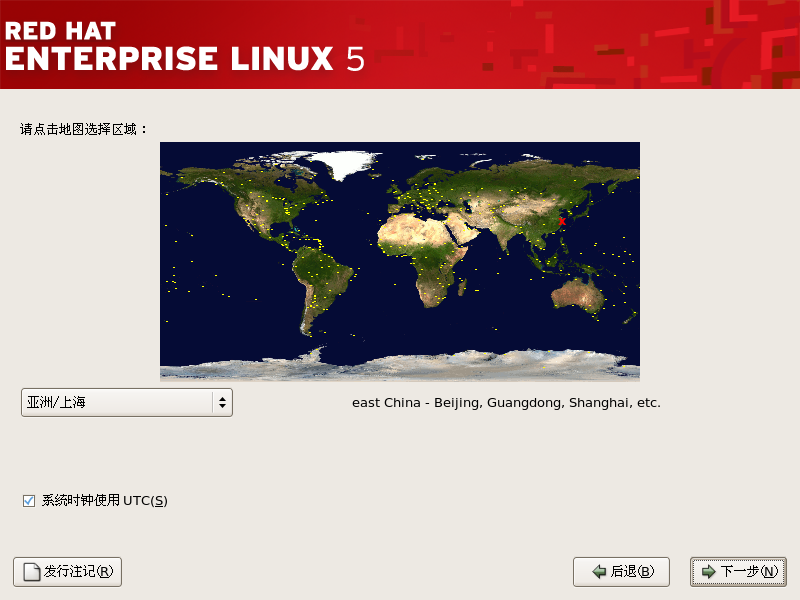 RED HAT
ENTERPRISE LINUX 5
请点击地图选择区域：
亚洲/上海
east China - Beijing, Guangdong, Shanghai, etc.
系统时钟使用 UTC(S)
发行注记(R)
后退(B)
下一步(N)